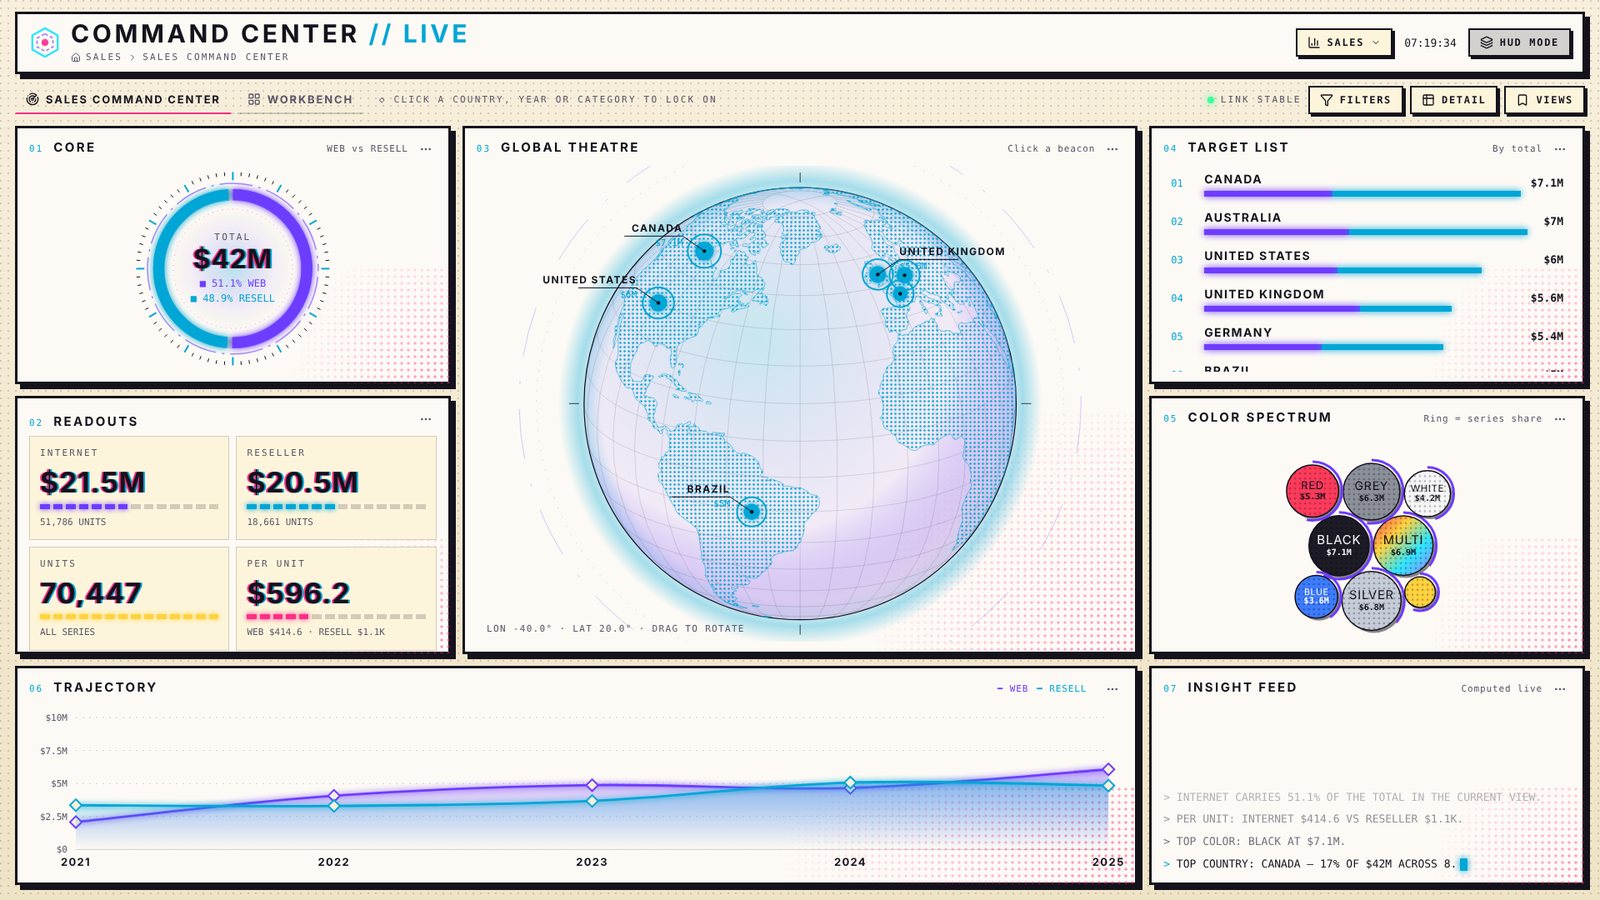 COMMAND CENTER // LIVE
SALES > SALES COMMAND CENTER
SALES
07:19:34
HUD MODE
SALES COMMAND CENTER
WORKBENCH
CLICK A COUNTRY, YEAR OR CATEGORY TO LOCK ON
LINK STABLE
FILTERS
DETAIL
VIEWS
01 CORE
WEB vs RESELL
TOTAL
$42M
51.1% WEB
48.9% RESELL
02 READOUTS
INTERNET
$21.5M
51,786 UNITS
RESELLER
$20.5M
18,661 UNITS
UNITS
70,447
ALL SERIES
PER UNIT
$596.2
WEB $414.6 · RESELL $1.1K
03 GLOBAL THEATRE
Click a beacon
CANADA
$7.1M
UNITED STATES
$6M
UNITED KINGDOM
BRAZIL
$5M
LON -40.0° · LAT 20.0° · DRAG TO ROTATE
04 TARGET LIST
By total
01 CANADA $7.1M
02 AUSTRALIA $7M
03 UNITED STATES $6M
04 UNITED KINGDOM $5.6M
05 GERMANY $5.4M
BRAZIL
05 COLOR SPECTRUM
Ring = series share
RED
$5.3M
GREY
$6.3M
WHITE
$4.2M
BLACK
$7.1M
MULTI
$6.9M
BLUE
$3.6M
SILVER
$6.8M
06 TRAJECTORY
WEB
RESELL
$10M
$7.5M
$5M
$2.5M
$0
2021 2022 2023 2024 2025
07 INSIGHT FEED
Computed live
> INTERNET CARRIES 51.1% OF THE TOTAL IN THE CURRENT VIEW.
> PER UNIT: INTERNET $414.6 VS RESELLER $1.1K.
> TOP COLOR: BLACK AT $7.1M.
> TOP COUNTRY: CANADA — 17% OF $42M ACROSS 8.